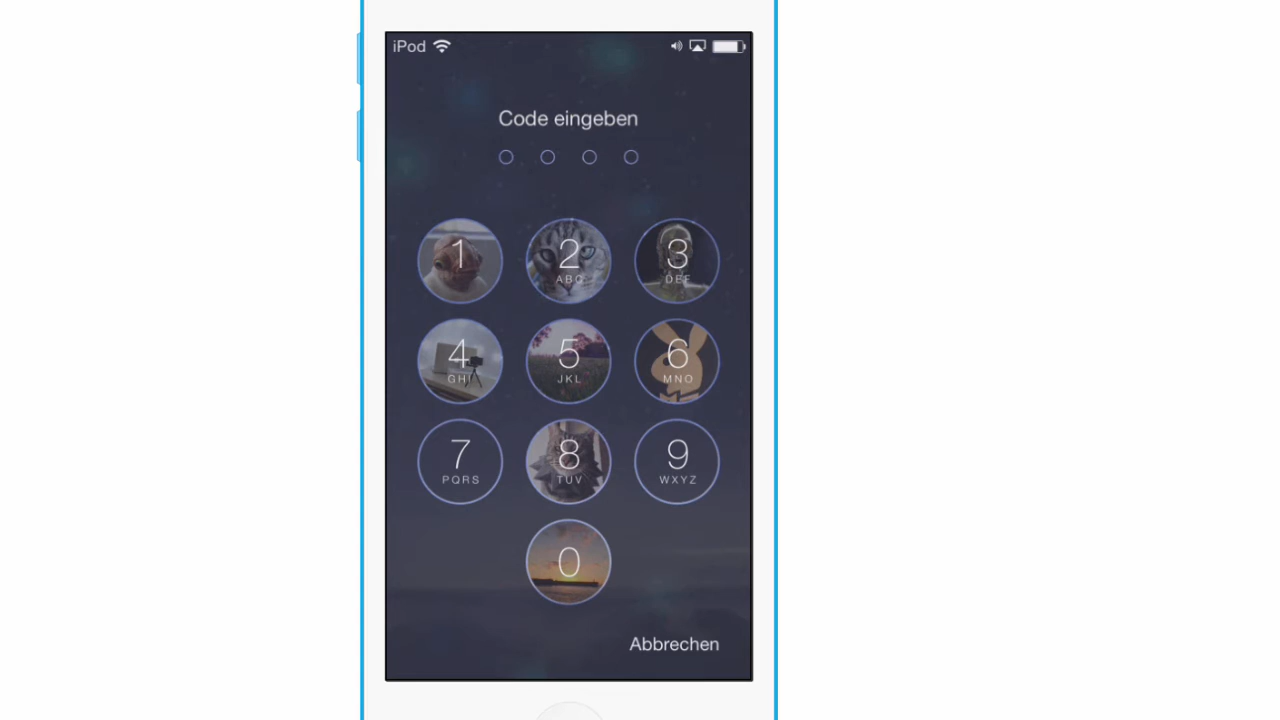 iPod
Code eingeben
1 2 3
ABC DEF
4 5 6
GHI JKL MNO
7 8 9
PQRS TUV WXYZ
0
Abbrechen